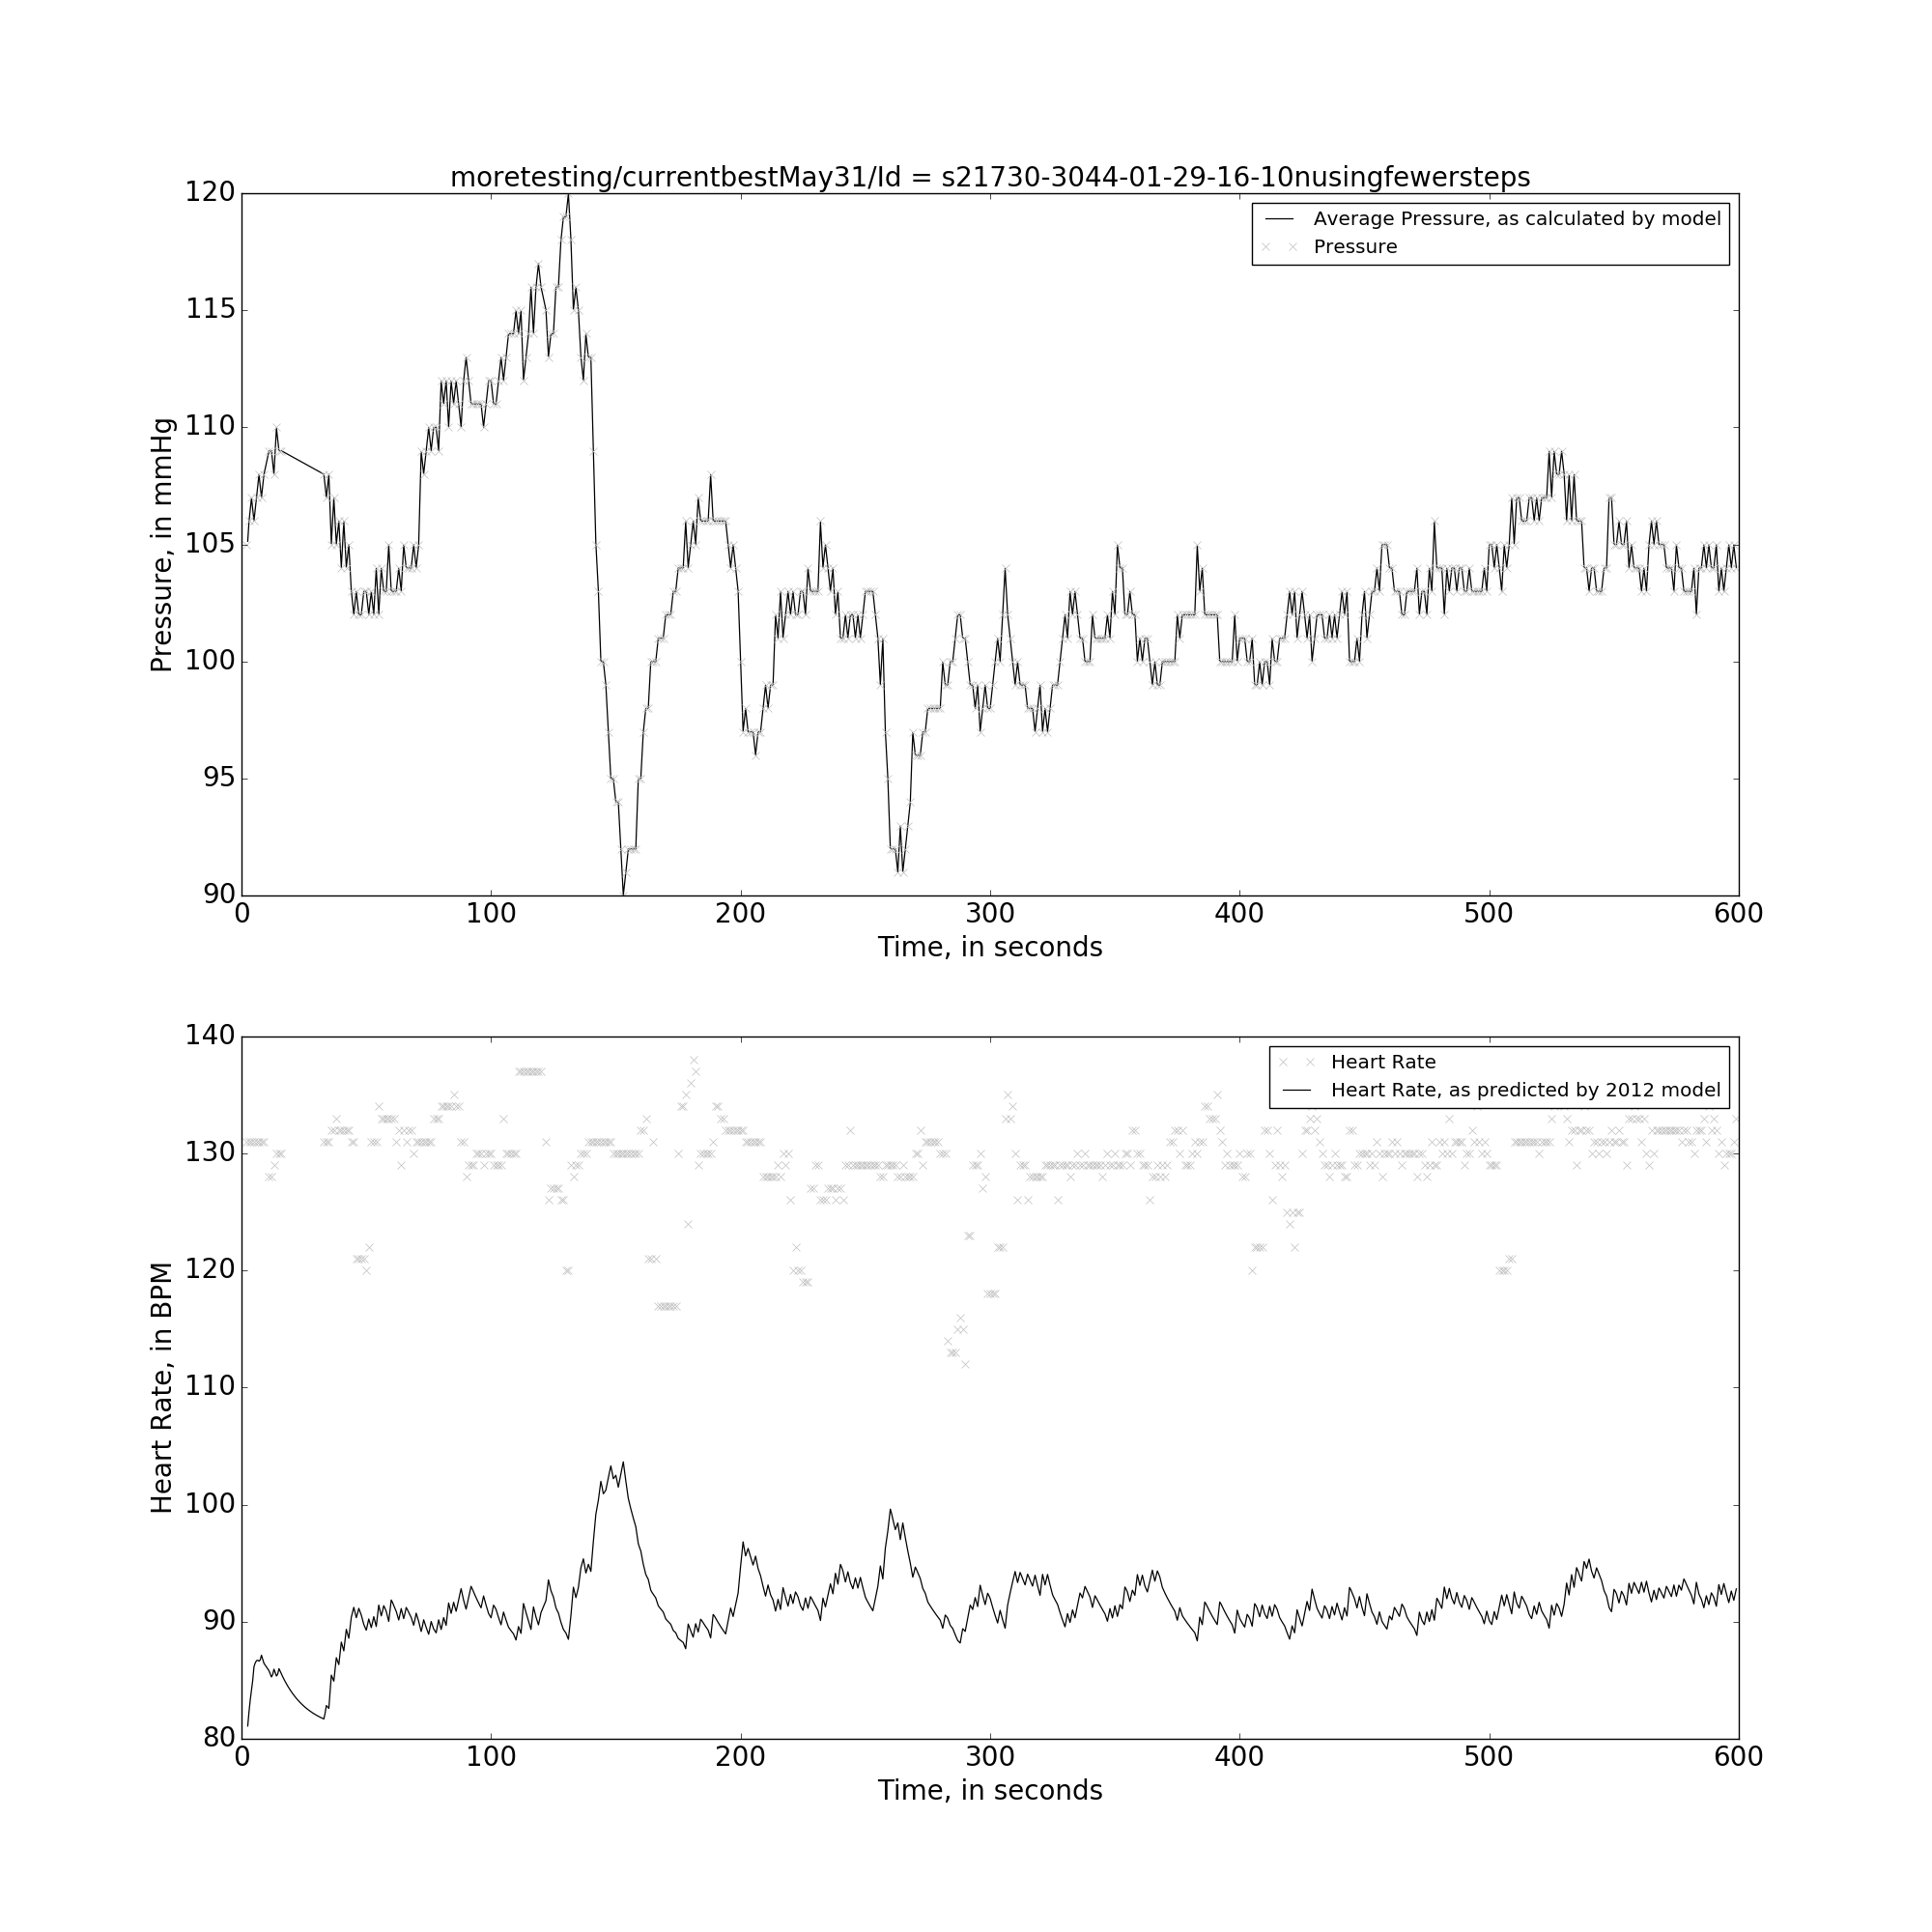 moretesting/currentbestMay31/Id = s21730-3044-01-29-16-10nusingfewersteps
120
115
110
105
100
95
90
Pressure, in mmHg
Average Pressure, as calculated by model
Pressure
0 100 200 300 400 500 600
Time, in seconds
140
130
120
110
100
90
80
Heart Rate, in BPM
Heart Rate
Heart Rate, as predicted by 2012 model
0 100 200 300 400 500 600
Time, in seconds